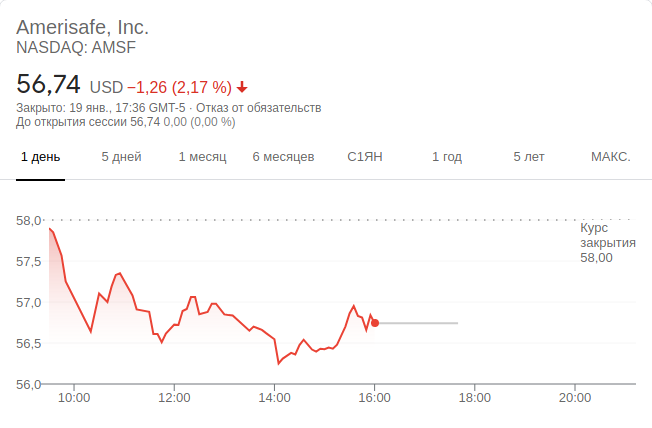 Amerisafe, Inc.
NASDAQ: AMSF
56,74 USD −1,26 (2,17 %)
Закрыто: 19 янв., 17:36 GMT-5 · Отказ от обязательств
До открытия сессии 56,74 0,00 (0,00 %)
1 день 5 дней 1 месяц 6 месяцев С1ЯН 1 год 5 лет МАКС.
58,0
Курс
закрытия
58,00
57,5
57,0
56,5
56,0
10:00 12:00 14:00 16:00 18:00 20:00